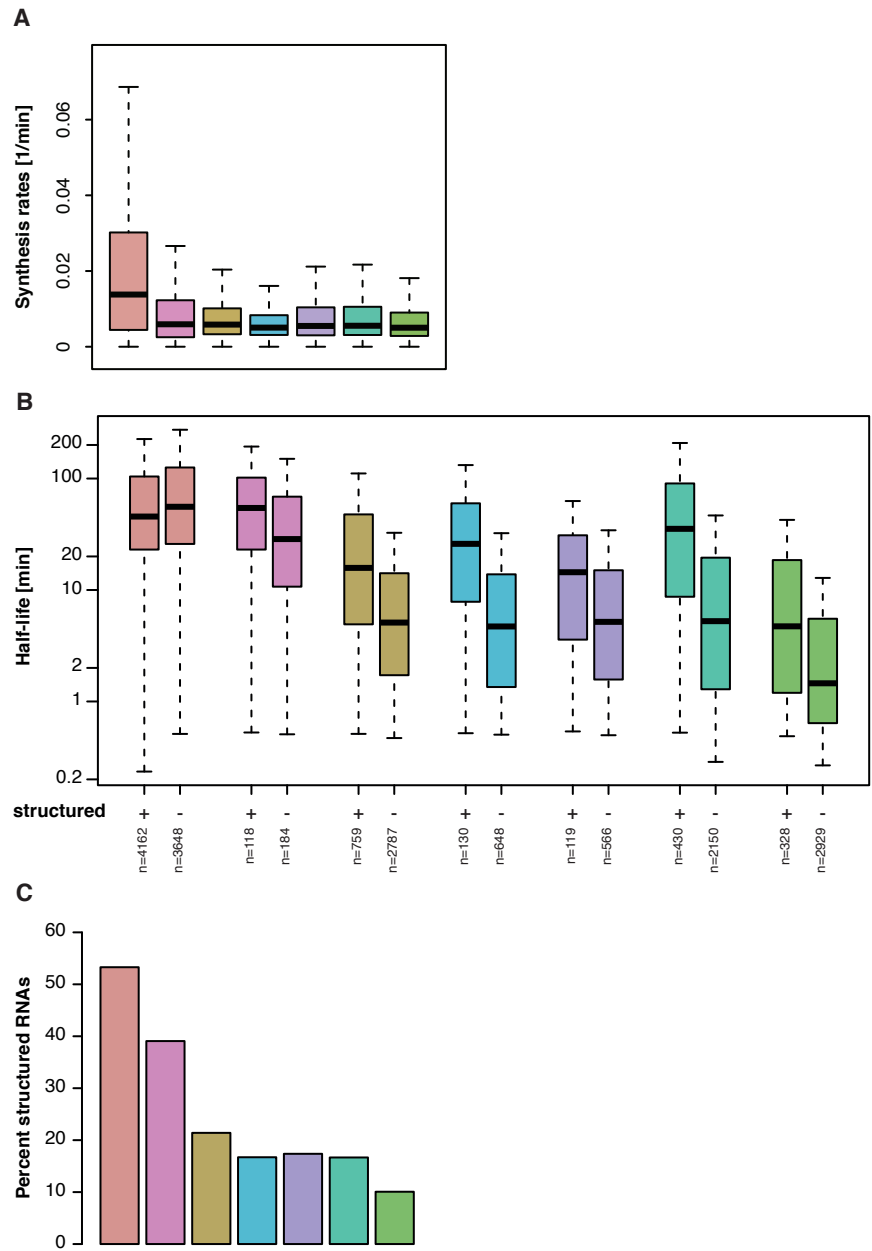 A
Synthesis rates [1/min]
0.06
0.04
0.02
0
B
Half-life [min]
200
100
20
10
2
1
0.2
structured + - + - + - + - + - + - + -
n=4162 n=3648 n=118 n=184 n=759 n=2787 n=130 n=648 n=119 n=566 n=430 n=2150 n=328 n=2929
C
Percent structured RNAs
60
50
40
30
20
10
0